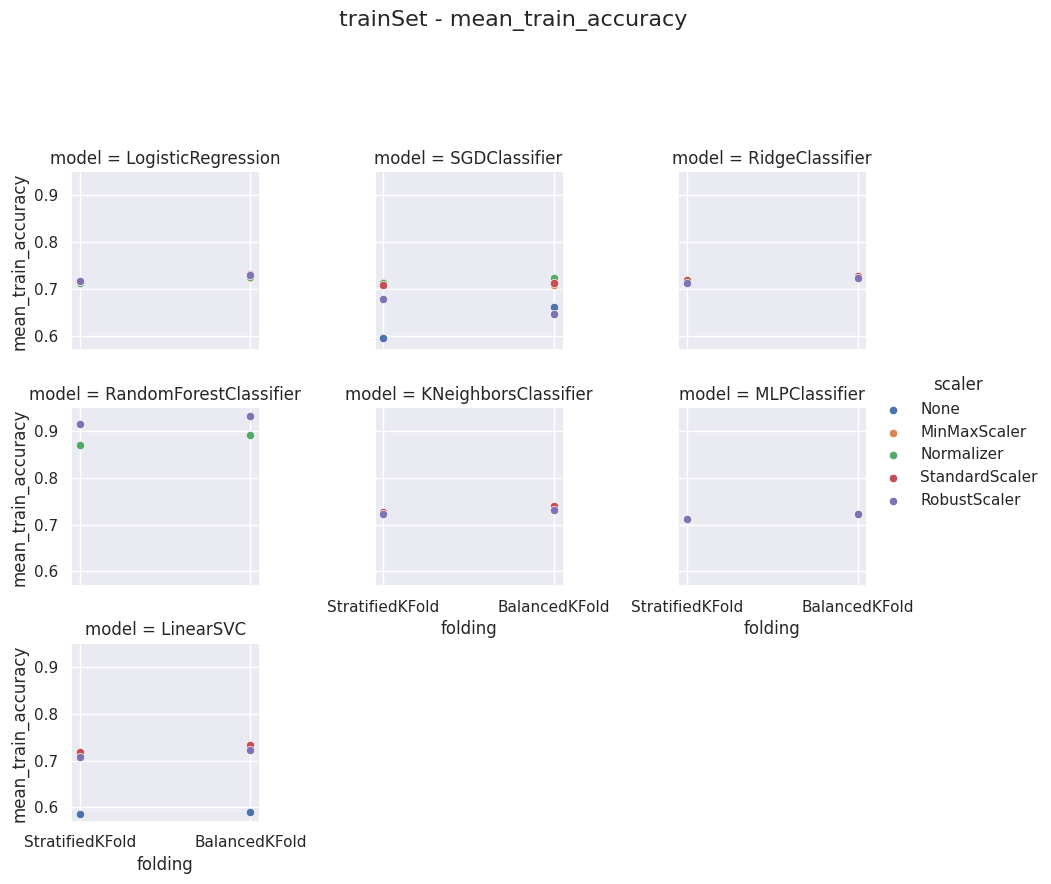 trainSet - mean_train_accuracy
model = LogisticRegression
model = SGDClassifier
model = RidgeClassifier
mean_train_accuracy
0.9
0.8
0.7
0.6
model = RandomForestClassifier
model = KNeighborsClassifier
model = MLPClassifier
mean_train_accuracy
0.9
0.8
0.7
0.6
StratifiedKFold
BalancedKFold
folding
StratifiedKFold
BalancedKFold
folding
scaler
None
MinMaxScaler
Normalizer
StandardScaler
RobustScaler
model = LinearSVC
mean_train_accuracy
0.9
0.8
0.7
0.6
StratifiedKFold
BalancedKFold
folding